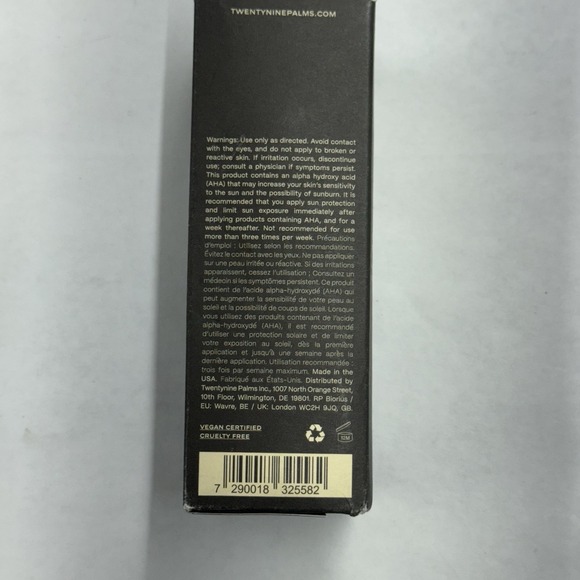 TWENTYNINEPALMS.COM
Warnings: Use only as directed. Avoid contact
with the eyes, and do not apply to broken or
reactive skin. If irritation occurs, discontinue
use; consult a physician if symptoms persist.
This product contains an alpha hydroxy acid
(AHA) that may increase your skin's sensitivity
to the sun and the possibility of sunburn. It is
recommended that you apply sun protection
and limit sun exposure immediately after
applying products containing AHA, and for a
week thereafter. Not recommended for use
more than three times per week. Précautions
d'emploi : Utilisez selon les recommandations.
Évitez le contact avec les yeux. Ne pas appliquer
sur une peau irritée ou réactive. Si des irritations
apparaissent, cessez l'utilisation ; Consultez un
médecin si les symptômes persistent. Ce produit
contient de l'acide alpha-hydroxydé (AHA) qui
peut augmenter la sensibilité de votre peau au
soleil et la possibilité de coups de soleil. Lorsque
vous utilisez des produits contenant de l'acide
alpha-hydroxydé (AHA), il est recommandé
d'utiliser une protection solaire et de limiter
votre exposition au soleil, dès la première
application et jusqu'à une semaine après la
dernière application. Utilisation recommandée :
trois fois par semaine maximum. Made in the
USA. Fabriqué aux États-Unis. Distributed by
Twentynine Palms Inc., 1007 North Orange Street,
10th Floor, Wilmington, DE 19801. RP Biorius /
EU: Wavre, BE / UK: London WC2H 9JQ, GB.
VEGAN CERTIFIED
CRUELTY FREE
12M
7 290018 325582